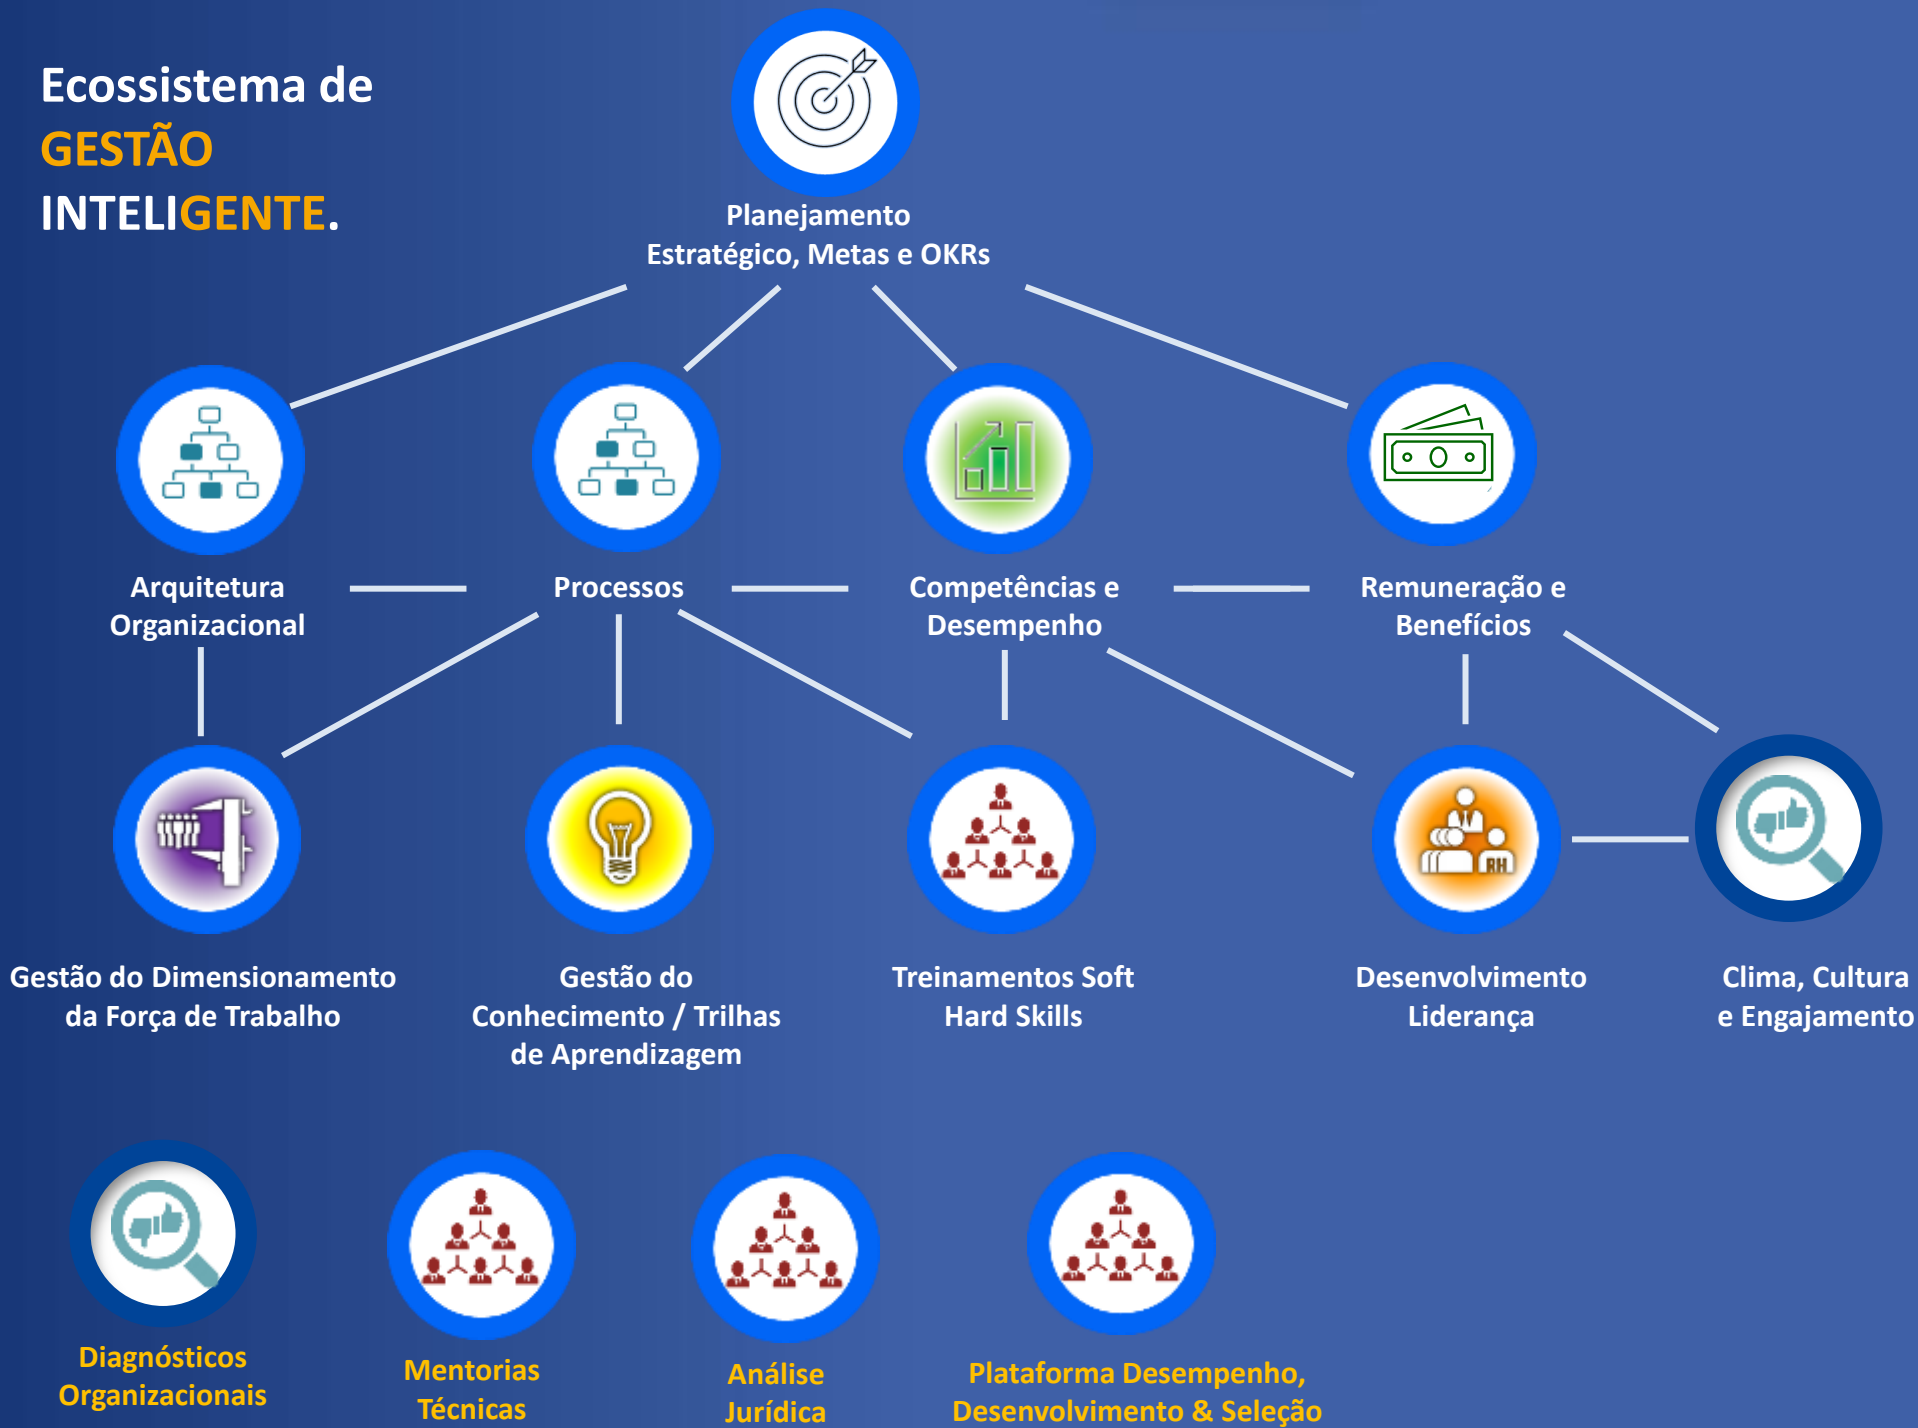 Ecossistema de
GESTÃO
INTELIGENTE.
Planejamento
Estratégico, Metas e OKRs
Arquitetura
Organizacional
Processos
Competências e
Desempenho
Remuneração e
Benefícios
RH
Gestão do Dimensionamento
da Força de Trabalho
Gestão do
Conhecimento / Trilhas
de Aprendizagem
Treinamentos Soft
Hard Skills
Desenvolvimento
Liderança
Clima, Cultura
e Engajamento
Diagnósticos
Organizacionais
Mentorias
Técnicas
Análise
Jurídica
Plataforma Desempenho,
Desenvolvimento & Seleção